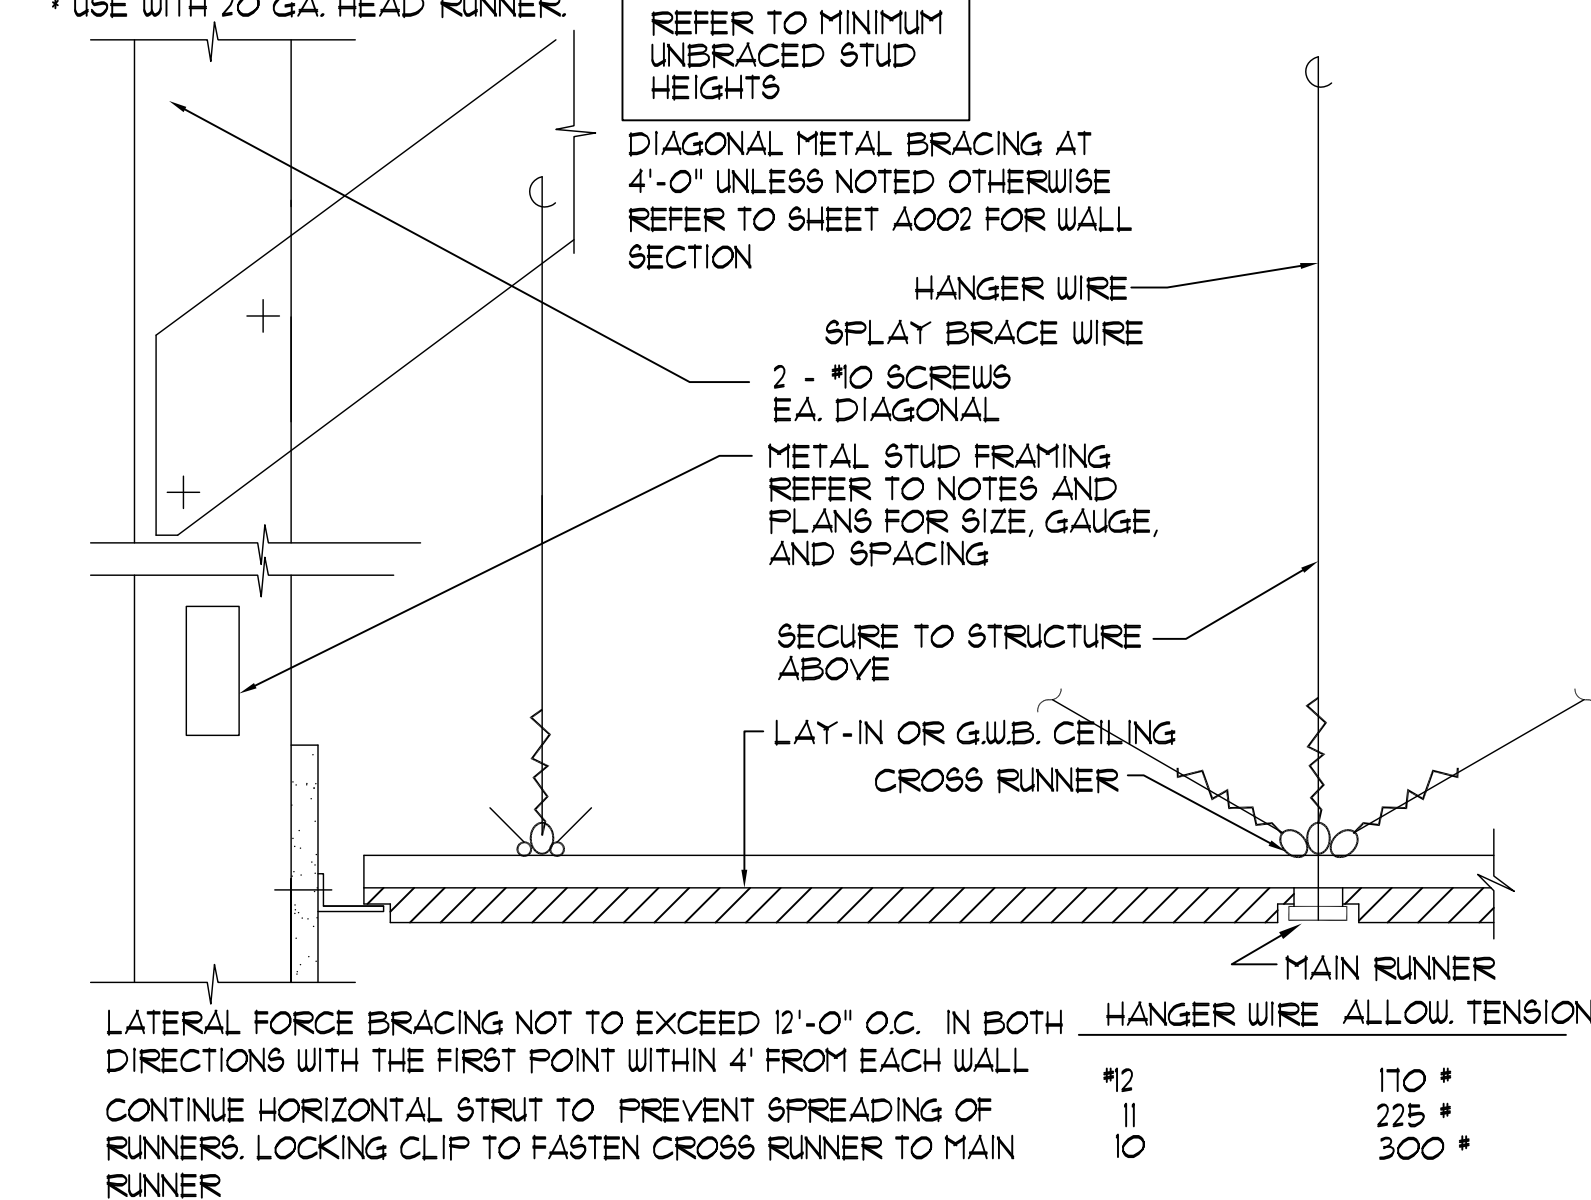 * USE WITH 20 GA. HEAD RUNNER.
REFER TO MINIMUM
UNBRACED STUD
HEIGHTS
DIAGONAL METAL BRACING AT
4'-0" UNLESS NOTED OTHERWISE
REFER TO SHEET A002 FOR WALL
SECTION
HANGER WIRE
SPLAY BRACE WIRE
2 - #10 SCREWS
EA. DIAGONAL
METAL STUD FRAMING
REFER TO NOTES AND
PLANS FOR SIZE, GAUGE,
AND SPACING
SECURE TO STRUCTURE
ABOVE
LAY-IN OR G.W.B. CEILING
CROSS RUNNER
MAIN RUNNER
LATERAL FORCE BRACING NOT TO EXCEED 12'-0" O.C. IN BOTH
DIRECTIONS WITH THE FIRST POINT WITHIN 4' FROM EACH WALL
CONTINUE HORIZONTAL STRUT TO PREVENT SPREADING OF
RUNNERS. LOCKING CLIP TO FASTEN CROSS RUNNER TO MAIN
RUNNER
HANGER WIRE ALLOW. TENSION
#12 170 #
11 225 #
10 300 #